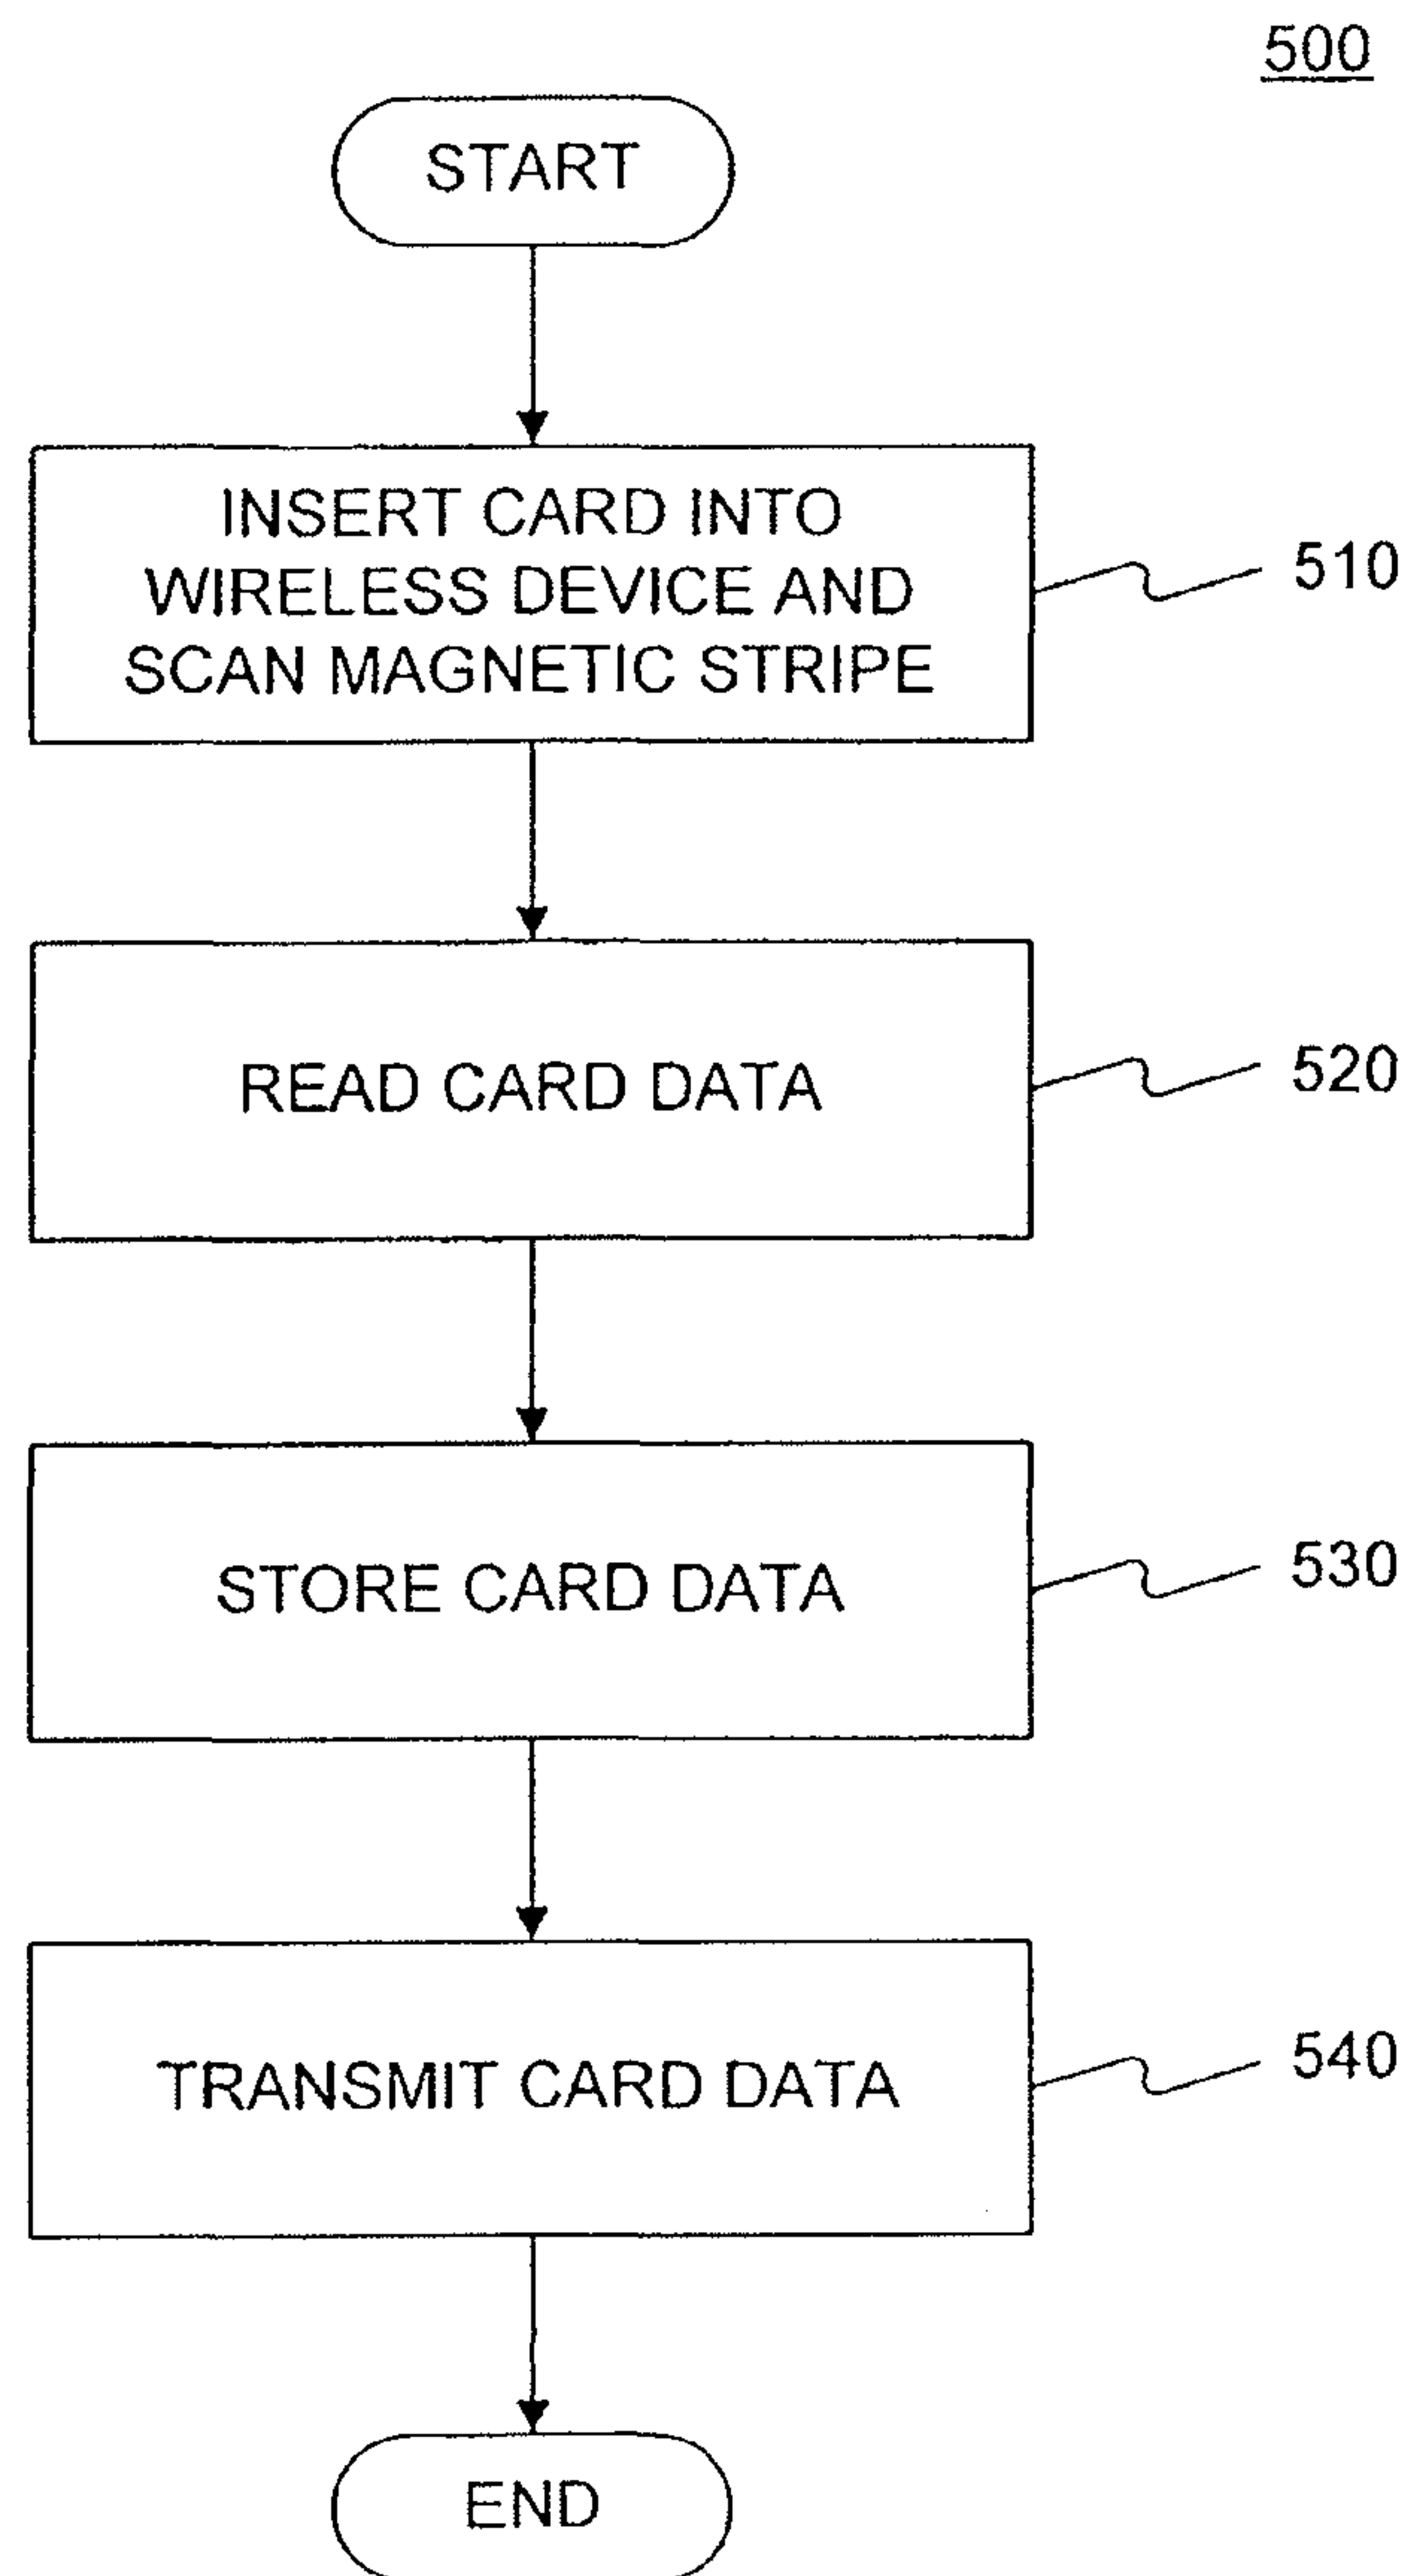 500
START
INSERT CARD INTO
WIRELESS DEVICE AND
SCAN MAGNETIC STRIPE
510
READ CARD DATA
520
STORE CARD DATA
530
TRANSMIT CARD DATA
540
END